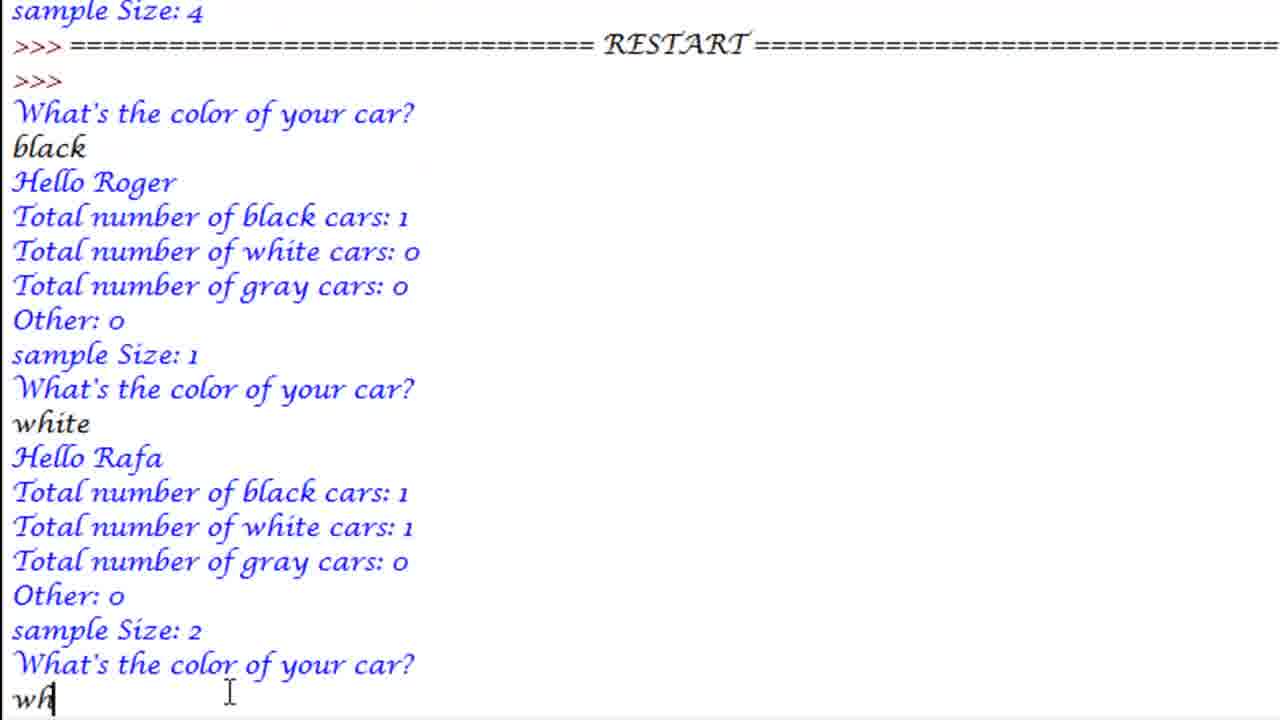 sample Size: 4
>>> ================================ RESTART ================================
>>>
What's the color of your car?
black
Hello Roger
Total number of black cars: 1
Total number of white cars: 0
Total number of gray cars: 0
Other: 0
sample Size: 1
What's the color of your car?
white
Hello Rafa
Total number of black cars: 1
Total number of white cars: 1
Total number of gray cars: 0
Other: 0
sample Size: 2
What's the color of your car?
wh